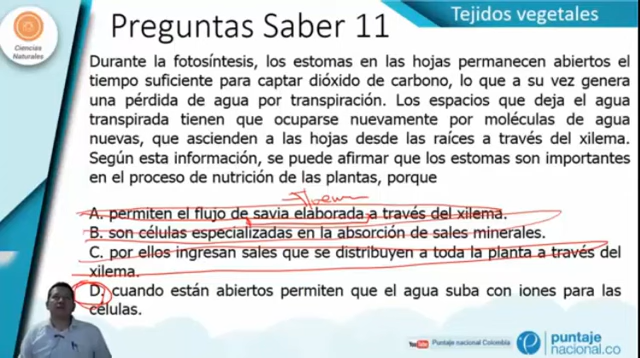 Ciencias
Naturales
Preguntas Saber 11
Tejidos vegetales
Durante la fotosíntesis, los estomas en las hojas permanecen abiertos el
tiempo suficiente para captar dióxido de carbono, lo que a su vez genera
una pérdida de agua por transpiración. Los espacios que deja el agua
transpirada tienen que ocuparse nuevamente por moléculas de agua
nuevas, que ascienden a las hojas desde las raíces a través del xilema.
Según esta información, se puede afirmar que los estomas son importantes
en el proceso de nutrición de las plantas, porque
A. permiten el flujo de savia elaborada a través del xilema.
B. son células especializadas en la absorción de sales minerales.
C. por ellos ingresan sales que se distribuyen a toda la planta a través del
xilema.
D. cuando están abiertos permiten que el agua suba con iones para las
células.
YouTube Puntaje nacional Colombia
puntaje
nacional.co